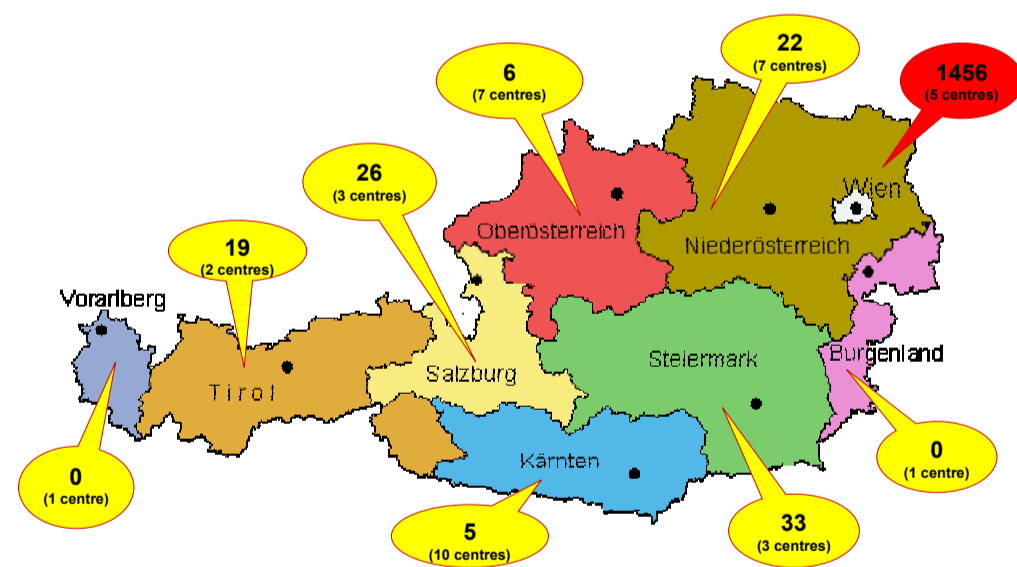 22
(7 centres)
1456
(5 centres)
6
(7 centres)
26
(3 centres)
Wien
Oberösterreich
Niederösterreich
19
(2 centres)
Vorarlberg
Burgenland
Steiermark
Salzburg
Tirol
Kärnten
0
(1 centre)
0
(1 centre)
5
(10 centres)
33
(3 centres)